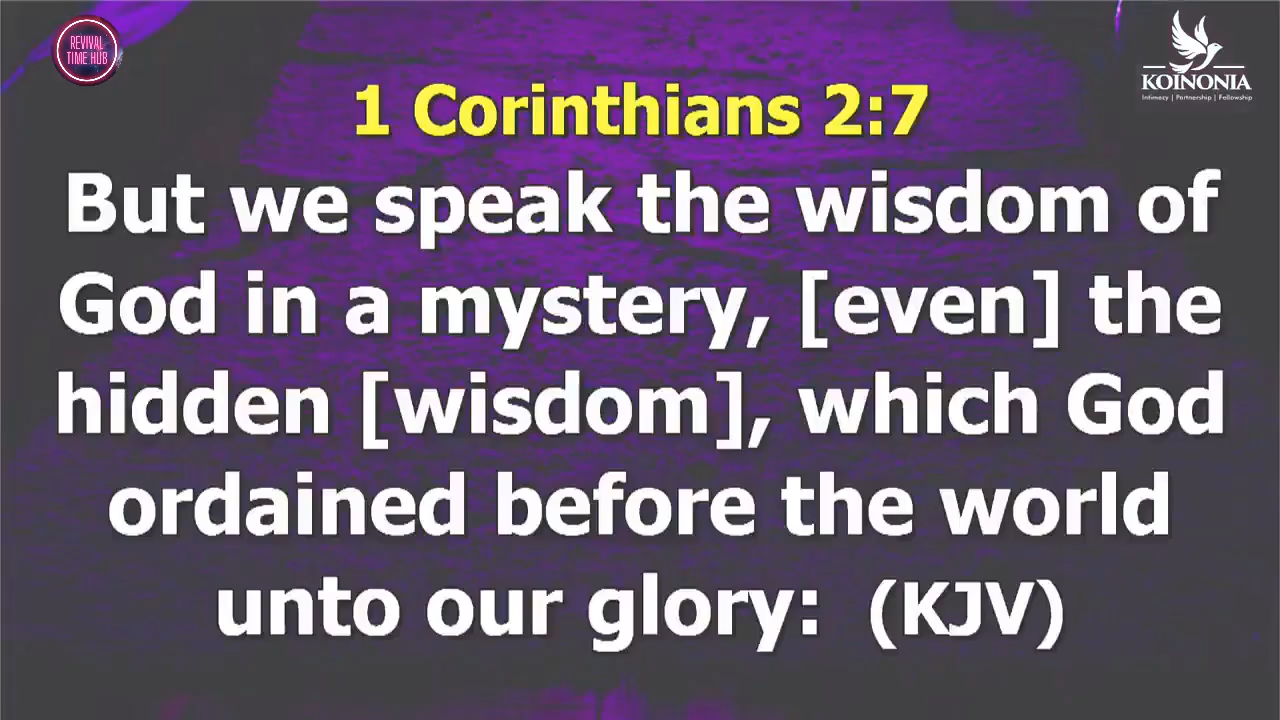 REVIVAL
TIME HUB
KOINONIA
Intimacy | Partnership | Fellowship
1 Corinthians 2:7
But we speak the wisdom of
God in a mystery, [even] the
hidden [wisdom], which God
ordained before the world
unto our glory: (KJV)